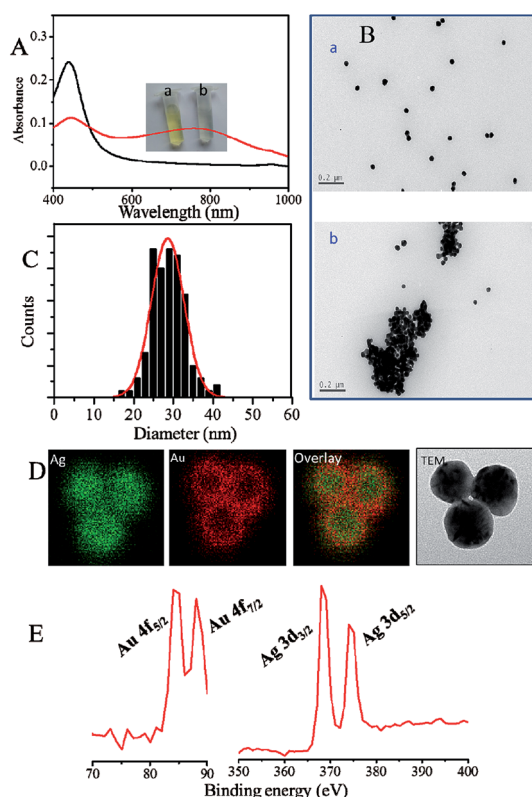 A
Absorbance
0.3
0.2
0.1
0.0
a b
400 600 800 1000
Wavelength (nm)
B
a
0.2 μm
b
0.2 μm
C
Counts
0 10 20 30 40 50 60
Diameter (nm)
D
Ag
Au
Overlay
TEM
E
Au 4f5/2
Au 4f7/2
Ag 3d3/2
Ag 3d5/2
70 80 90 350 360 370 380 390 400
Binding energy (eV)